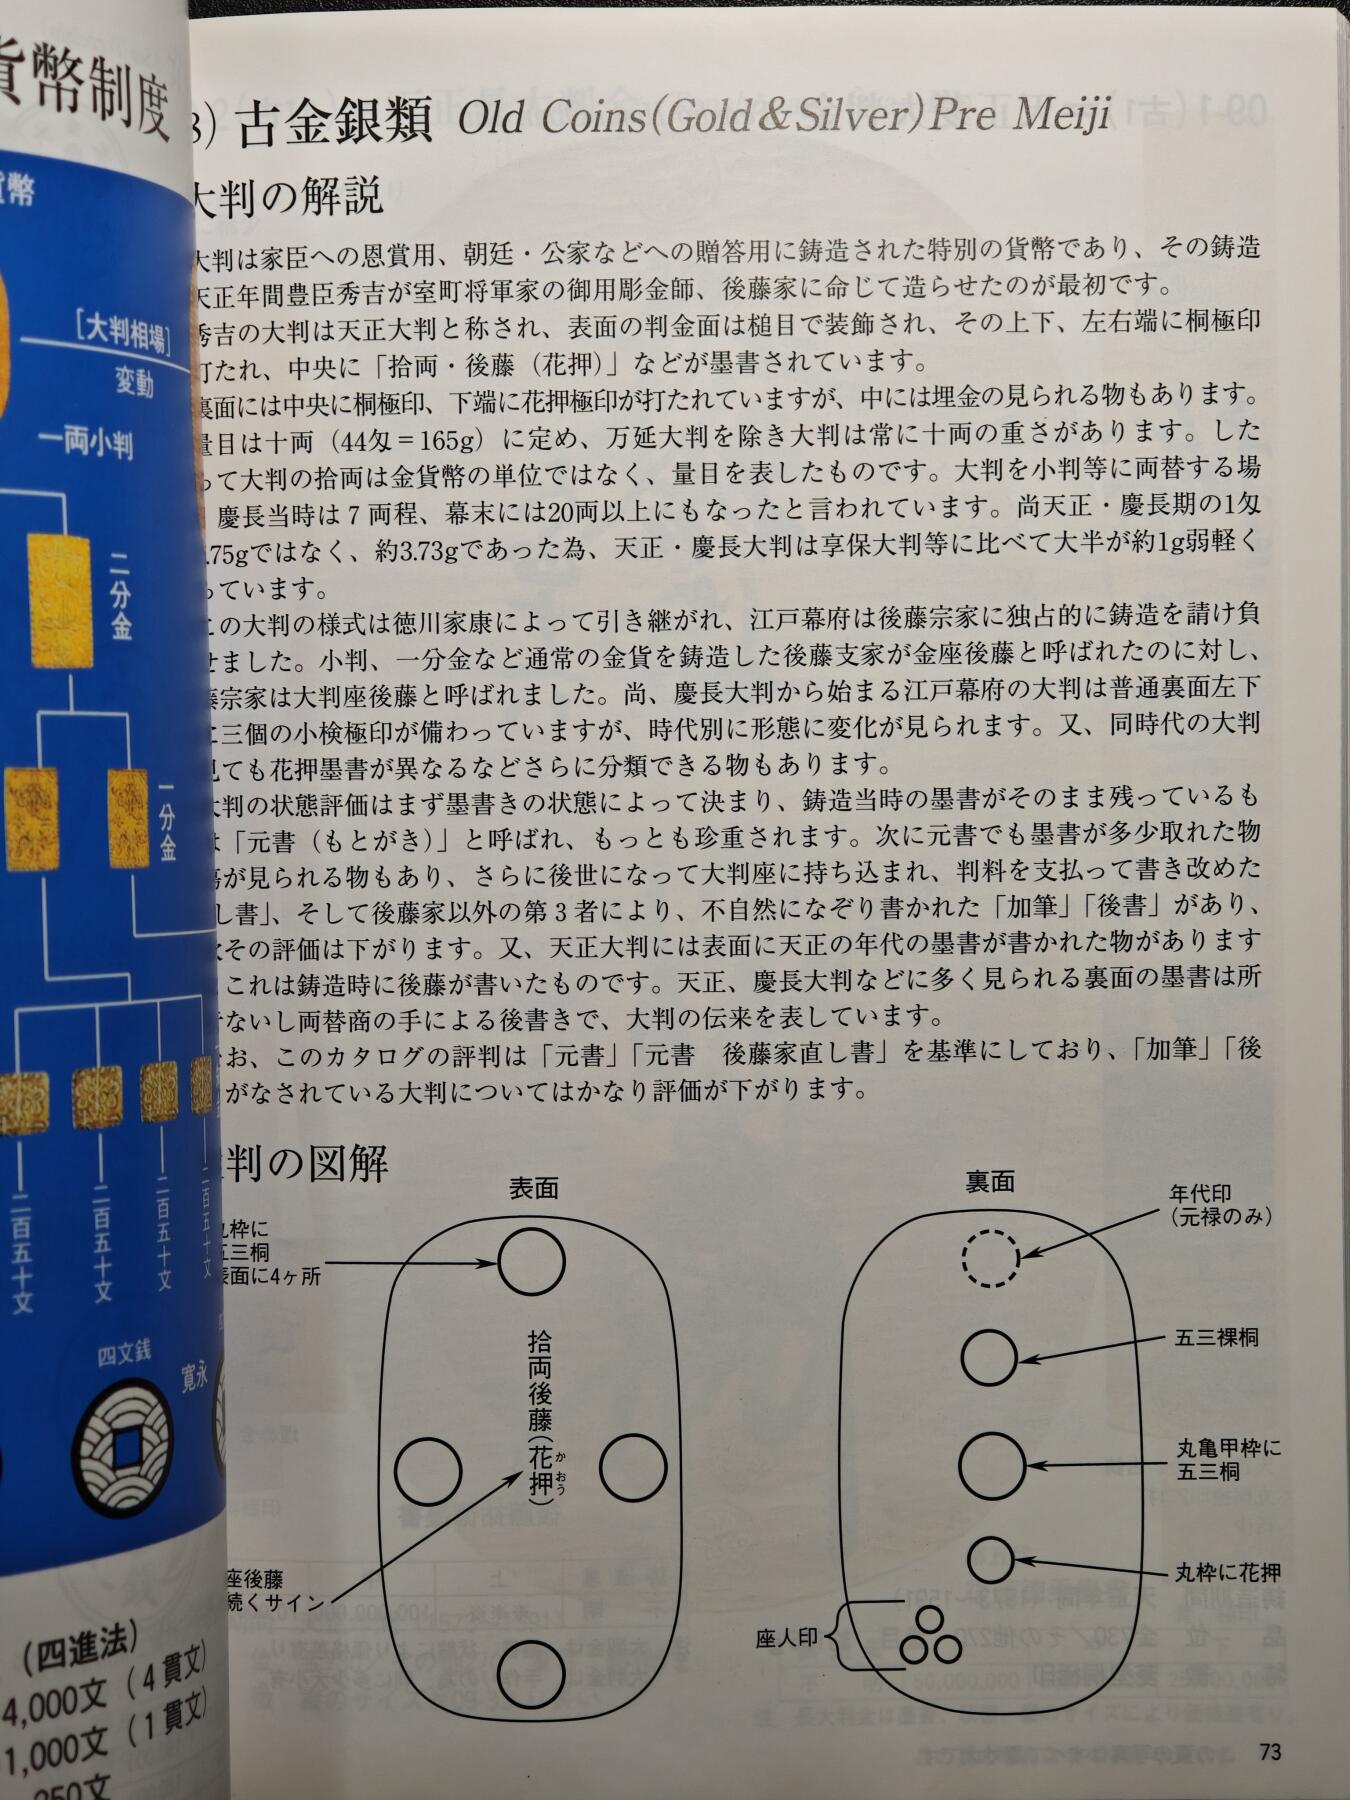 貨幣制度
貨幣
[大判相場]
変動
一両小判
二分金
一分金
二百五十文
二百五十文
二百五十文
二百五十文
四文銭
寛永
(四進法)
4,000文(4貫文)
1,000文(1貫文)
250文
3) 古金銀類 Old Coins(Gold&Silver)Pre Meiji
大判の解説
大判は家臣への恩賞用、朝廷・公家などへの贈答用に鋳造された特別の貨幣であり、その鋳造
天正年間豊臣秀吉が室町将軍家の御用彫金師、後藤家に命じて造らせたのが最初です。
秀吉の大判は天正大判と称され、表面の判金面は槌目で装飾され、その上下、左右端に桐極印
打たれ、中央に「拾両・後藤(花押)」などが墨書されています。
裏面には中央に桐極印、下端に花押極印が打たれていますが、中には埋金の見られる物もあります。
量目は十両(44匁=165g)に定め、万延大判を除き大判は常に十両の重さがあります。した
って大判の拾両は金貨幣の単位ではなく、量目を表したものです。大判を小判等に両替する場
慶長当時は7両程、幕末には20両以上にもなったと言われています。尚天正・慶長期の1匁
.75gではなく、約3.73gであった為、天正・慶長大判は享保大判等に比べて大半が約1g弱軽く
っています。
この大判の様式は徳川家康によって引き継がれ、江戸幕府は後藤宗家に独占的に鋳造を請け負
せました。小判、一分金など通常の金貨を鋳造した後藤支家が金座後藤と呼ばれたのに対し、
藤宗家は大判座後藤と呼ばれました。尚、慶長大判から始まる江戸幕府の大判は普通裏面左下
に三個の小検極印が備わっていますが、時代別に形態に変化が見られます。又、同時代の大判
見ても花押墨書が異なるなどさらに分類できる物もあります。
大判の状態評価はまず墨書きの状態によって決まり、鋳造当時の墨書がそのまま残っているも
は「元書(もとがき)」と呼ばれ、もっとも珍重されます。次に元書でも墨書が多少取れた物
傷が見られる物もあり、さらに後世になって大判座に持ち込まれ、判料を支払って書き改めた
し書」、そして後藤家以外の第3者により、不自然になぞり書かれた「加筆」「後書」があり、
次その評価は下がります。又、天正大判には表面に天正の年代の墨書が書かれた物があります
これは鋳造時に後藤が書いたものです。天正、慶長大判などに多く見られる裏面の墨書は所
者ないし両替商の手による後書きで、大判の伝来を表しています。
なお、このカタログの評判は「元書」「元書　後藤家直し書」を基準にしており、「加筆」「後
がなされている大判についてはかなり評価が下がります。
判の図解
表面
丸枠に
五三桐
表面に4ヶ所
拾両後藤(花押)
かおう
座後藤
続くサイン
裏面
年代印
(元禄のみ)
五三裸桐
丸亀甲枠に
五三桐
丸枠に花押
座人印
73